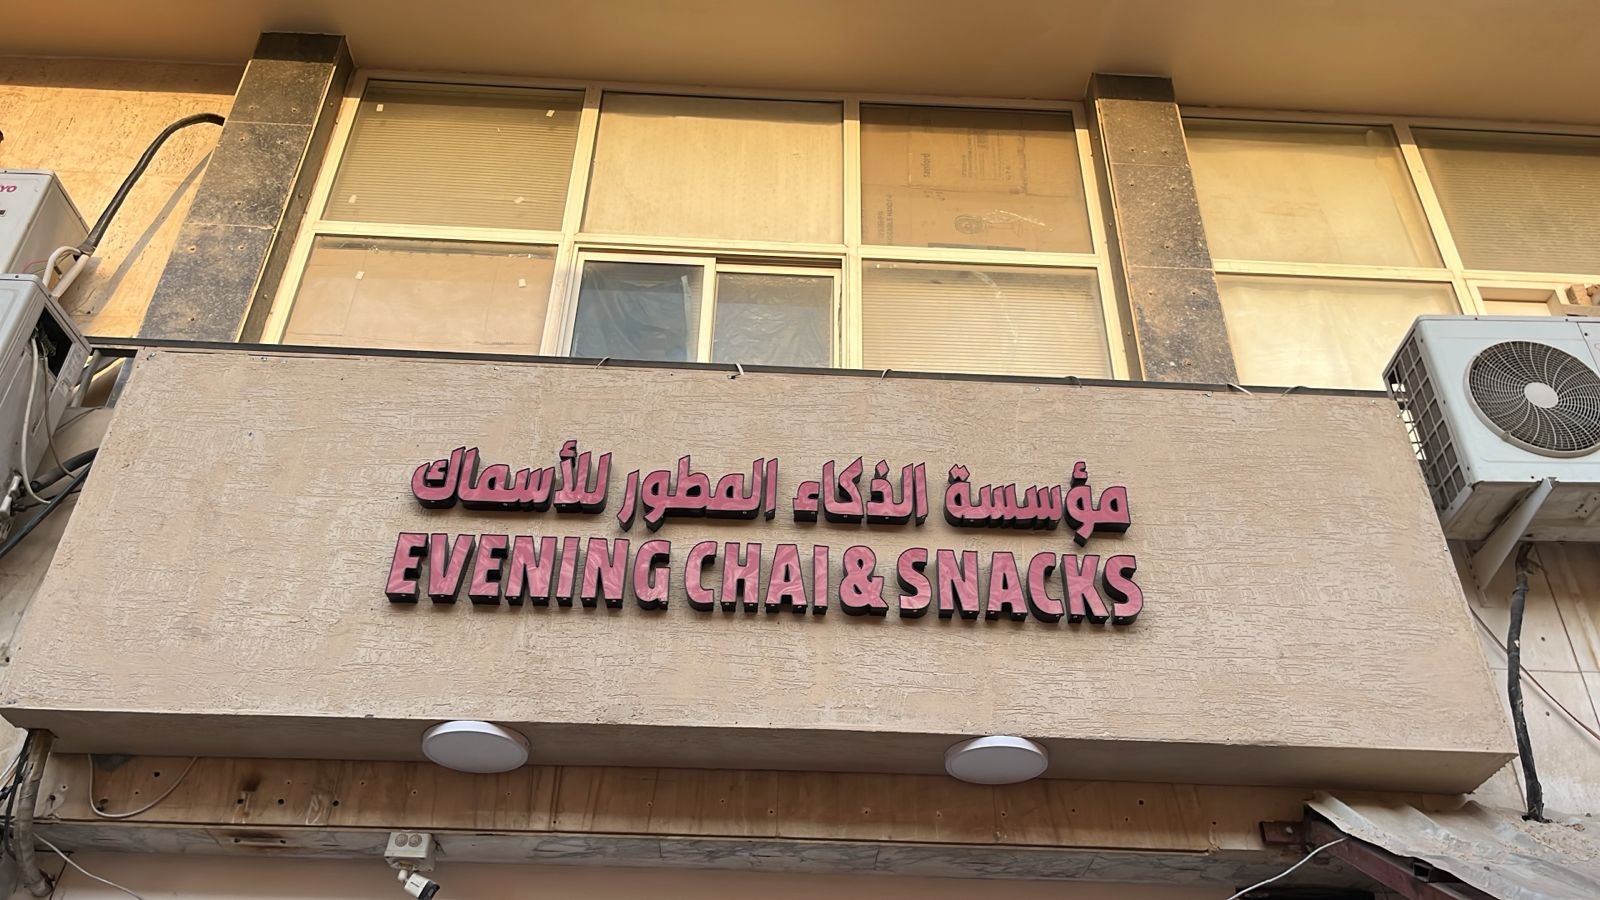 مؤسسة الذكاء المطور للأسماك
EVENING CHAI & SNACKS